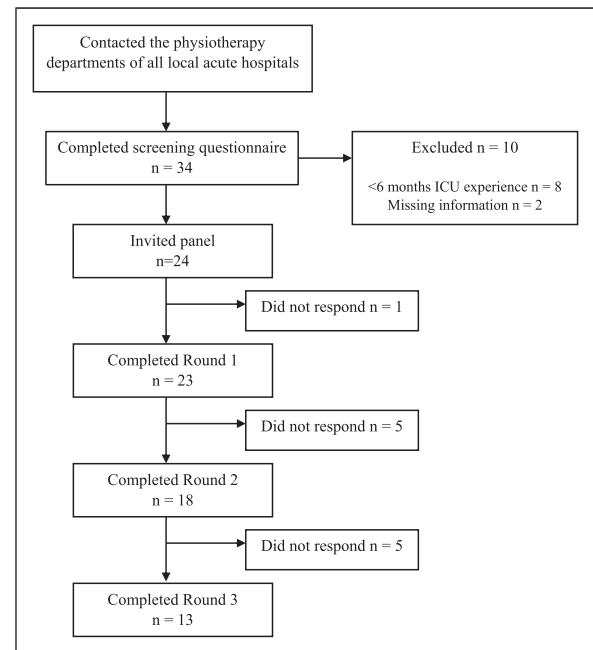 Contacted the physiotherapy
departments of all local acute hospitals
Completed screening questionnaire
n = 34
Excluded n = 10
<6 months ICU experience n = 8
Missing information n = 2
Invited panel
n=24
Did not respond n = 1
Completed Round 1
n = 23
Did not respond n = 5
Completed Round 2
n = 18
Did not respond n = 5
Completed Round 3
n = 13